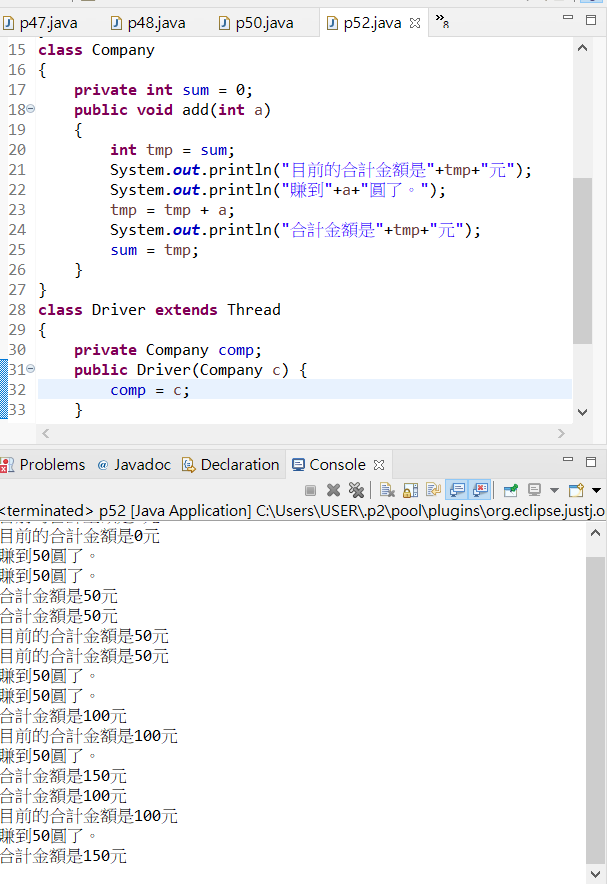 p47.java p48.java p50.java p52.java »8
15 class Company
16 {
17 private int sum = 0;
18 public void add(int a)
19 {
20 int tmp = sum;
21 System.out.println("目前的合計金額是"+tmp+"元");
22 System.out.println("賺到"+a+"圓了。");
23 tmp = tmp + a;
24 System.out.println("合計金額是"+tmp+"元");
25 sum = tmp;
26 }
27 }
28 class Driver extends Thread
29 {
30 private Company comp;
31 public Driver(Company c) {
32 comp = c;
33 }
Problems @ Javadoc Declaration Console
<terminated> p52 [Java Application] C:\Users\USER\.p2\pool\plugins\org.eclipse.justj.o
目前的合計金額是0元
賺到50圓了。
賺到50圓了。
合計金額是50元
合計金額是50元
目前的合計金額是50元
目前的合計金額是50元
賺到50圓了。
賺到50圓了。
合計金額是100元
目前的合計金額是100元
賺到50圓了。
合計金額是150元
合計金額是100元
目前的合計金額是100元
賺到50圓了。
合計金額是150元